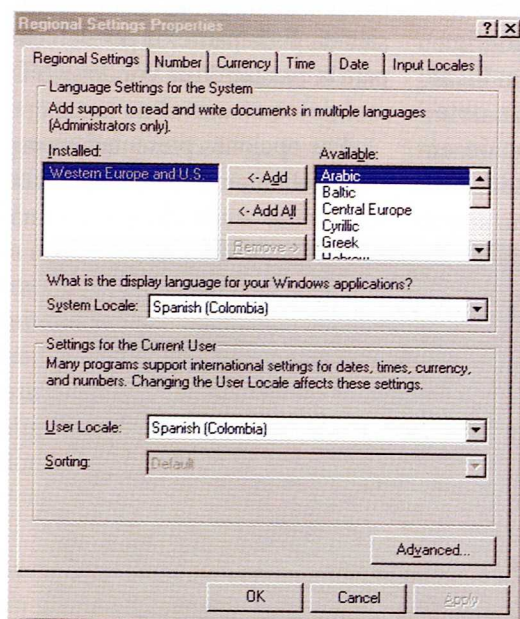 Regional Settings Properties
Regional Settings Number Currency Time Date Input Locales
Language Settings for the System
Add support to read and write documents in multiple languages
(Administrators only).
Installed: Available:
Western Europe and U.S. <- Add Arabic
Baltic
<- Add All Central Europe
Cyrillic
Remove -> Greek
Hebrew
What is the display language for your Windows applications?
System Locale: Spanish (Colombia)
Settings for the Current User
Many programs support international settings for dates, times, currency,
and numbers. Changing the User Locale affects these settings.
User Locale: Spanish (Colombia)
Sorting: Default
Advanced...
OK Cancel Apply